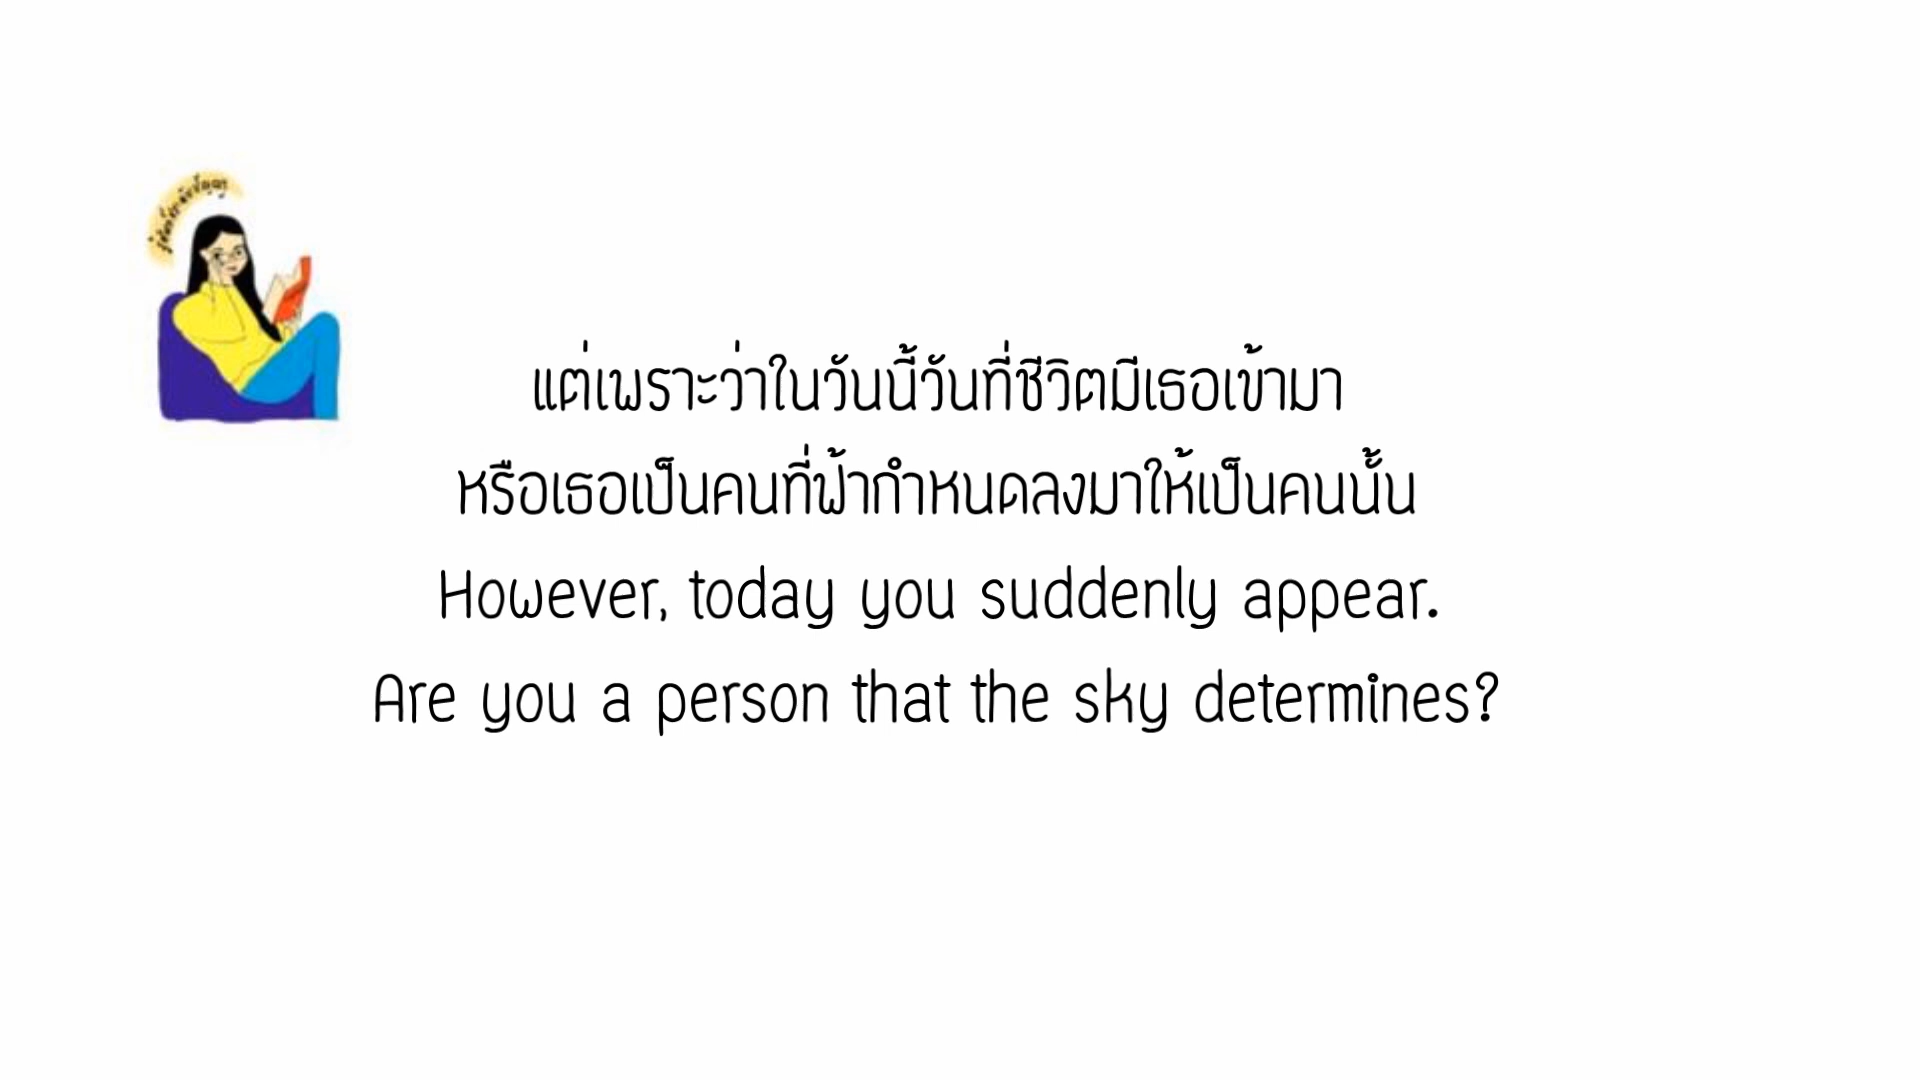 แต่เพราะว่าในวันนี้วันที่ชีวิตมีเธอเข้ามา
หรือเธอเป็นคนที่ฟ้ากำหนดลงมาให้เป็นคนนั้น
However, today you suddenly appear.
Are you a person that the sky determines?